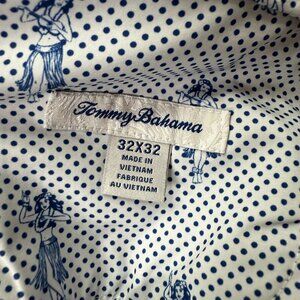 Tommy Bahama
32X32
MADE IN
VIETNAM
FABRIQUE
AU VIETNAM